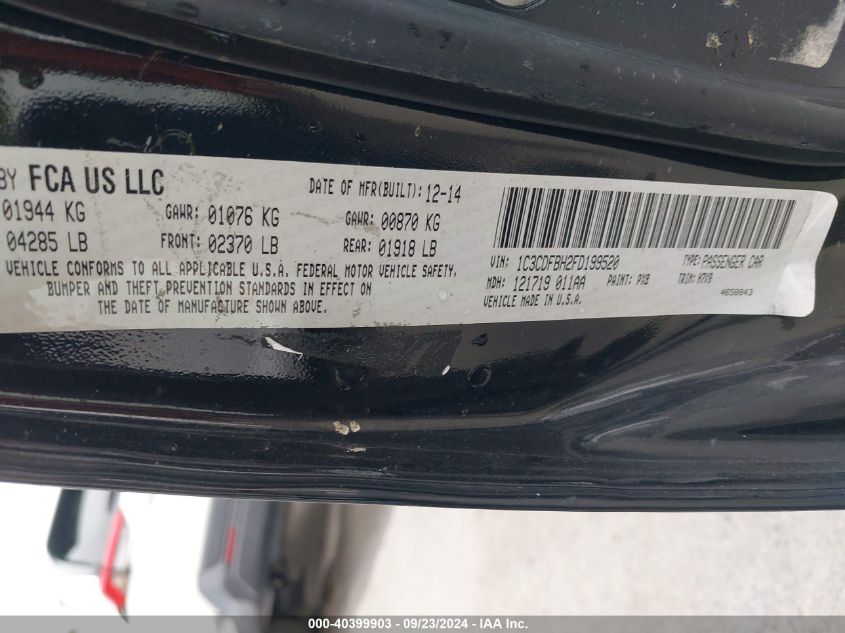 BY FCA US LLC
DATE OF MFR(BUILT): 12-14
01944 KG GAWR: 01076 KG GAWR: 00870 KG
04285 LB FRONT: 02370 LB REAR: 01918 LB
VEHICLE CONFORMS TO ALL APPLICABLE U.S.A. FEDERAL MOTOR VEHICLE SAFETY,
BUMPER AND THEFT PREVENTION STANDARDS IN EFFECT ON
THE DATE OF MANUFACTURE SHOWN ABOVE.
VIN: 1C3CDFBH2FD199520 TYPE: PASSENGER CAR
MDH: 121719 011AA PAINT: PX8 TRIM: H7X9
VEHICLE MADE IN U.S.A. 4658843
000-40399903 - 09/23/2024 - IAA Inc.